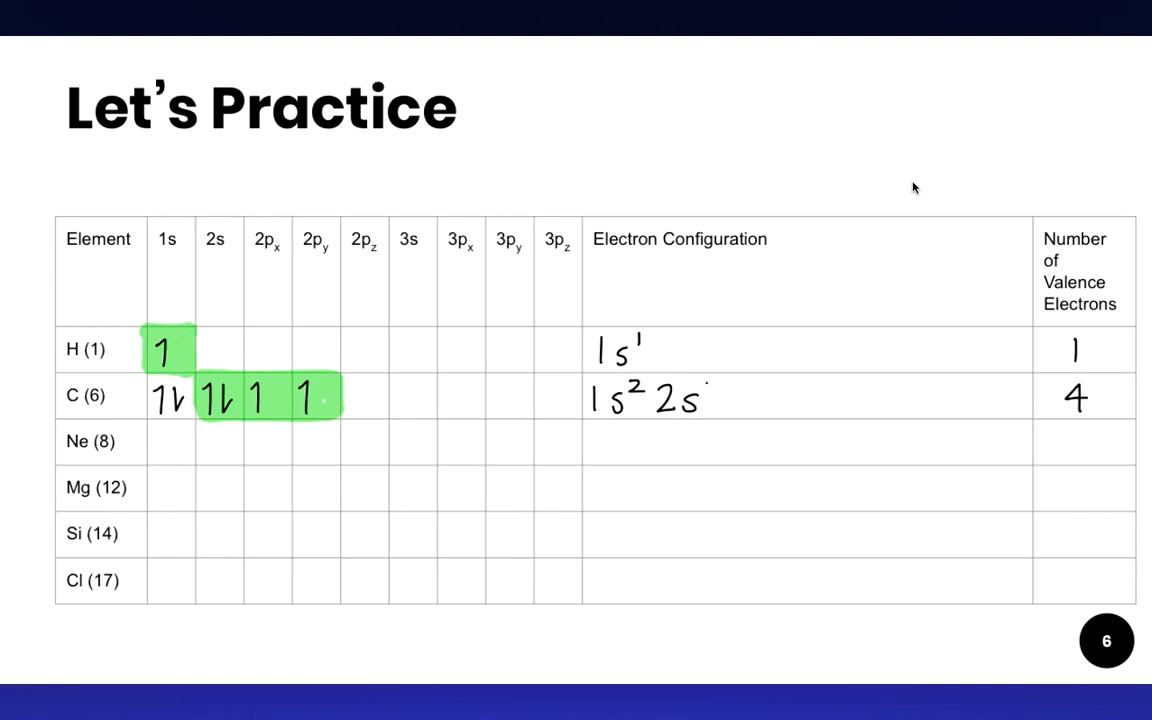 Let's Practice
Element 1s 2s 2px 2py 2pz 3s 3px 3py 3pz Electron Configuration Number of Valence Electrons
H (1) 1 1s¹ 1
C (6) 1⇂ 1⇂ 1 1 1s² 2s 4
Ne (8)
Mg (12)
Si (14)
Cl (17)
6